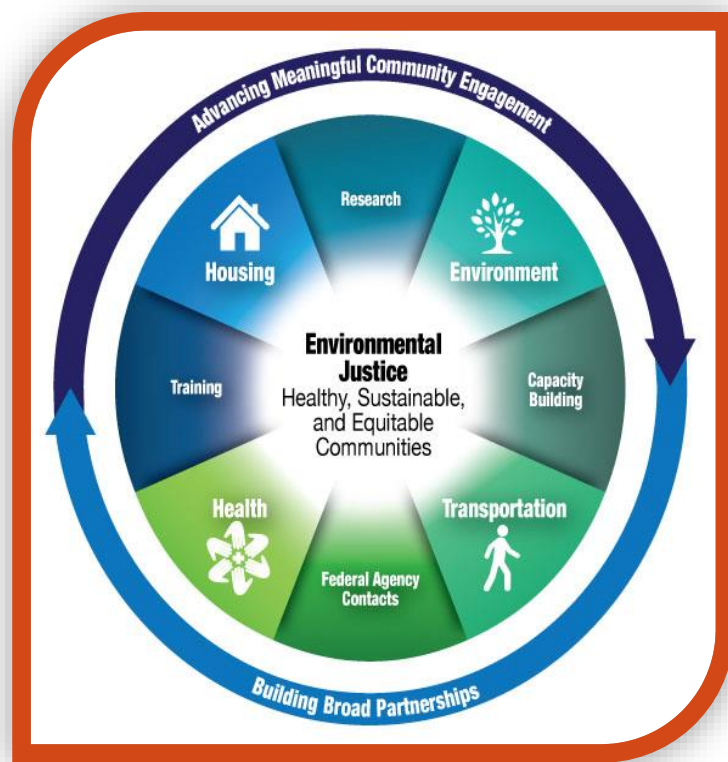 Advancing Meaningful Community Engagement
Research
Housing
Environment
Environmental
Justice
Healthy, Sustainable,
and Equitable
Communities
Training
Capacity
Building
Health
Transportation
Federal Agency
Contacts
Building Broad Partnerships